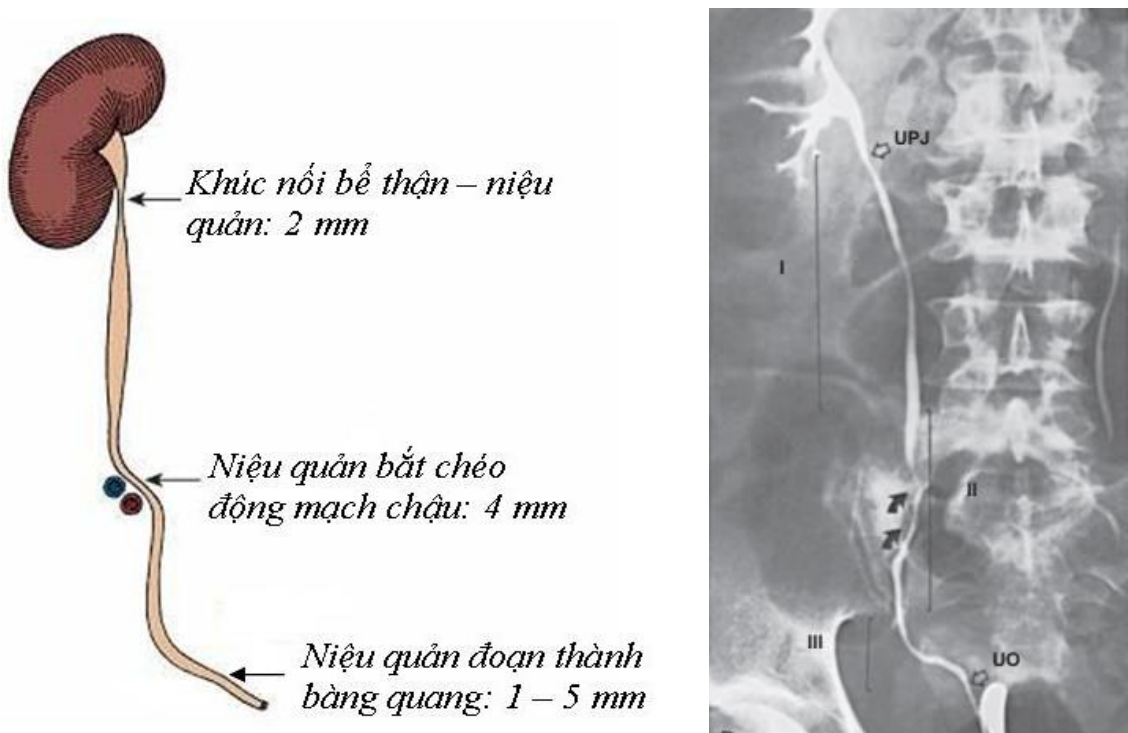 Khúc nối bể thận – niệu
quản: 2 mm
Niệu quản bắt chéo
động mạch chậu: 4 mm
Niệu quản đoạn thành
bàng quang: 1 – 5 mm
UPJ
I
II
III
UO